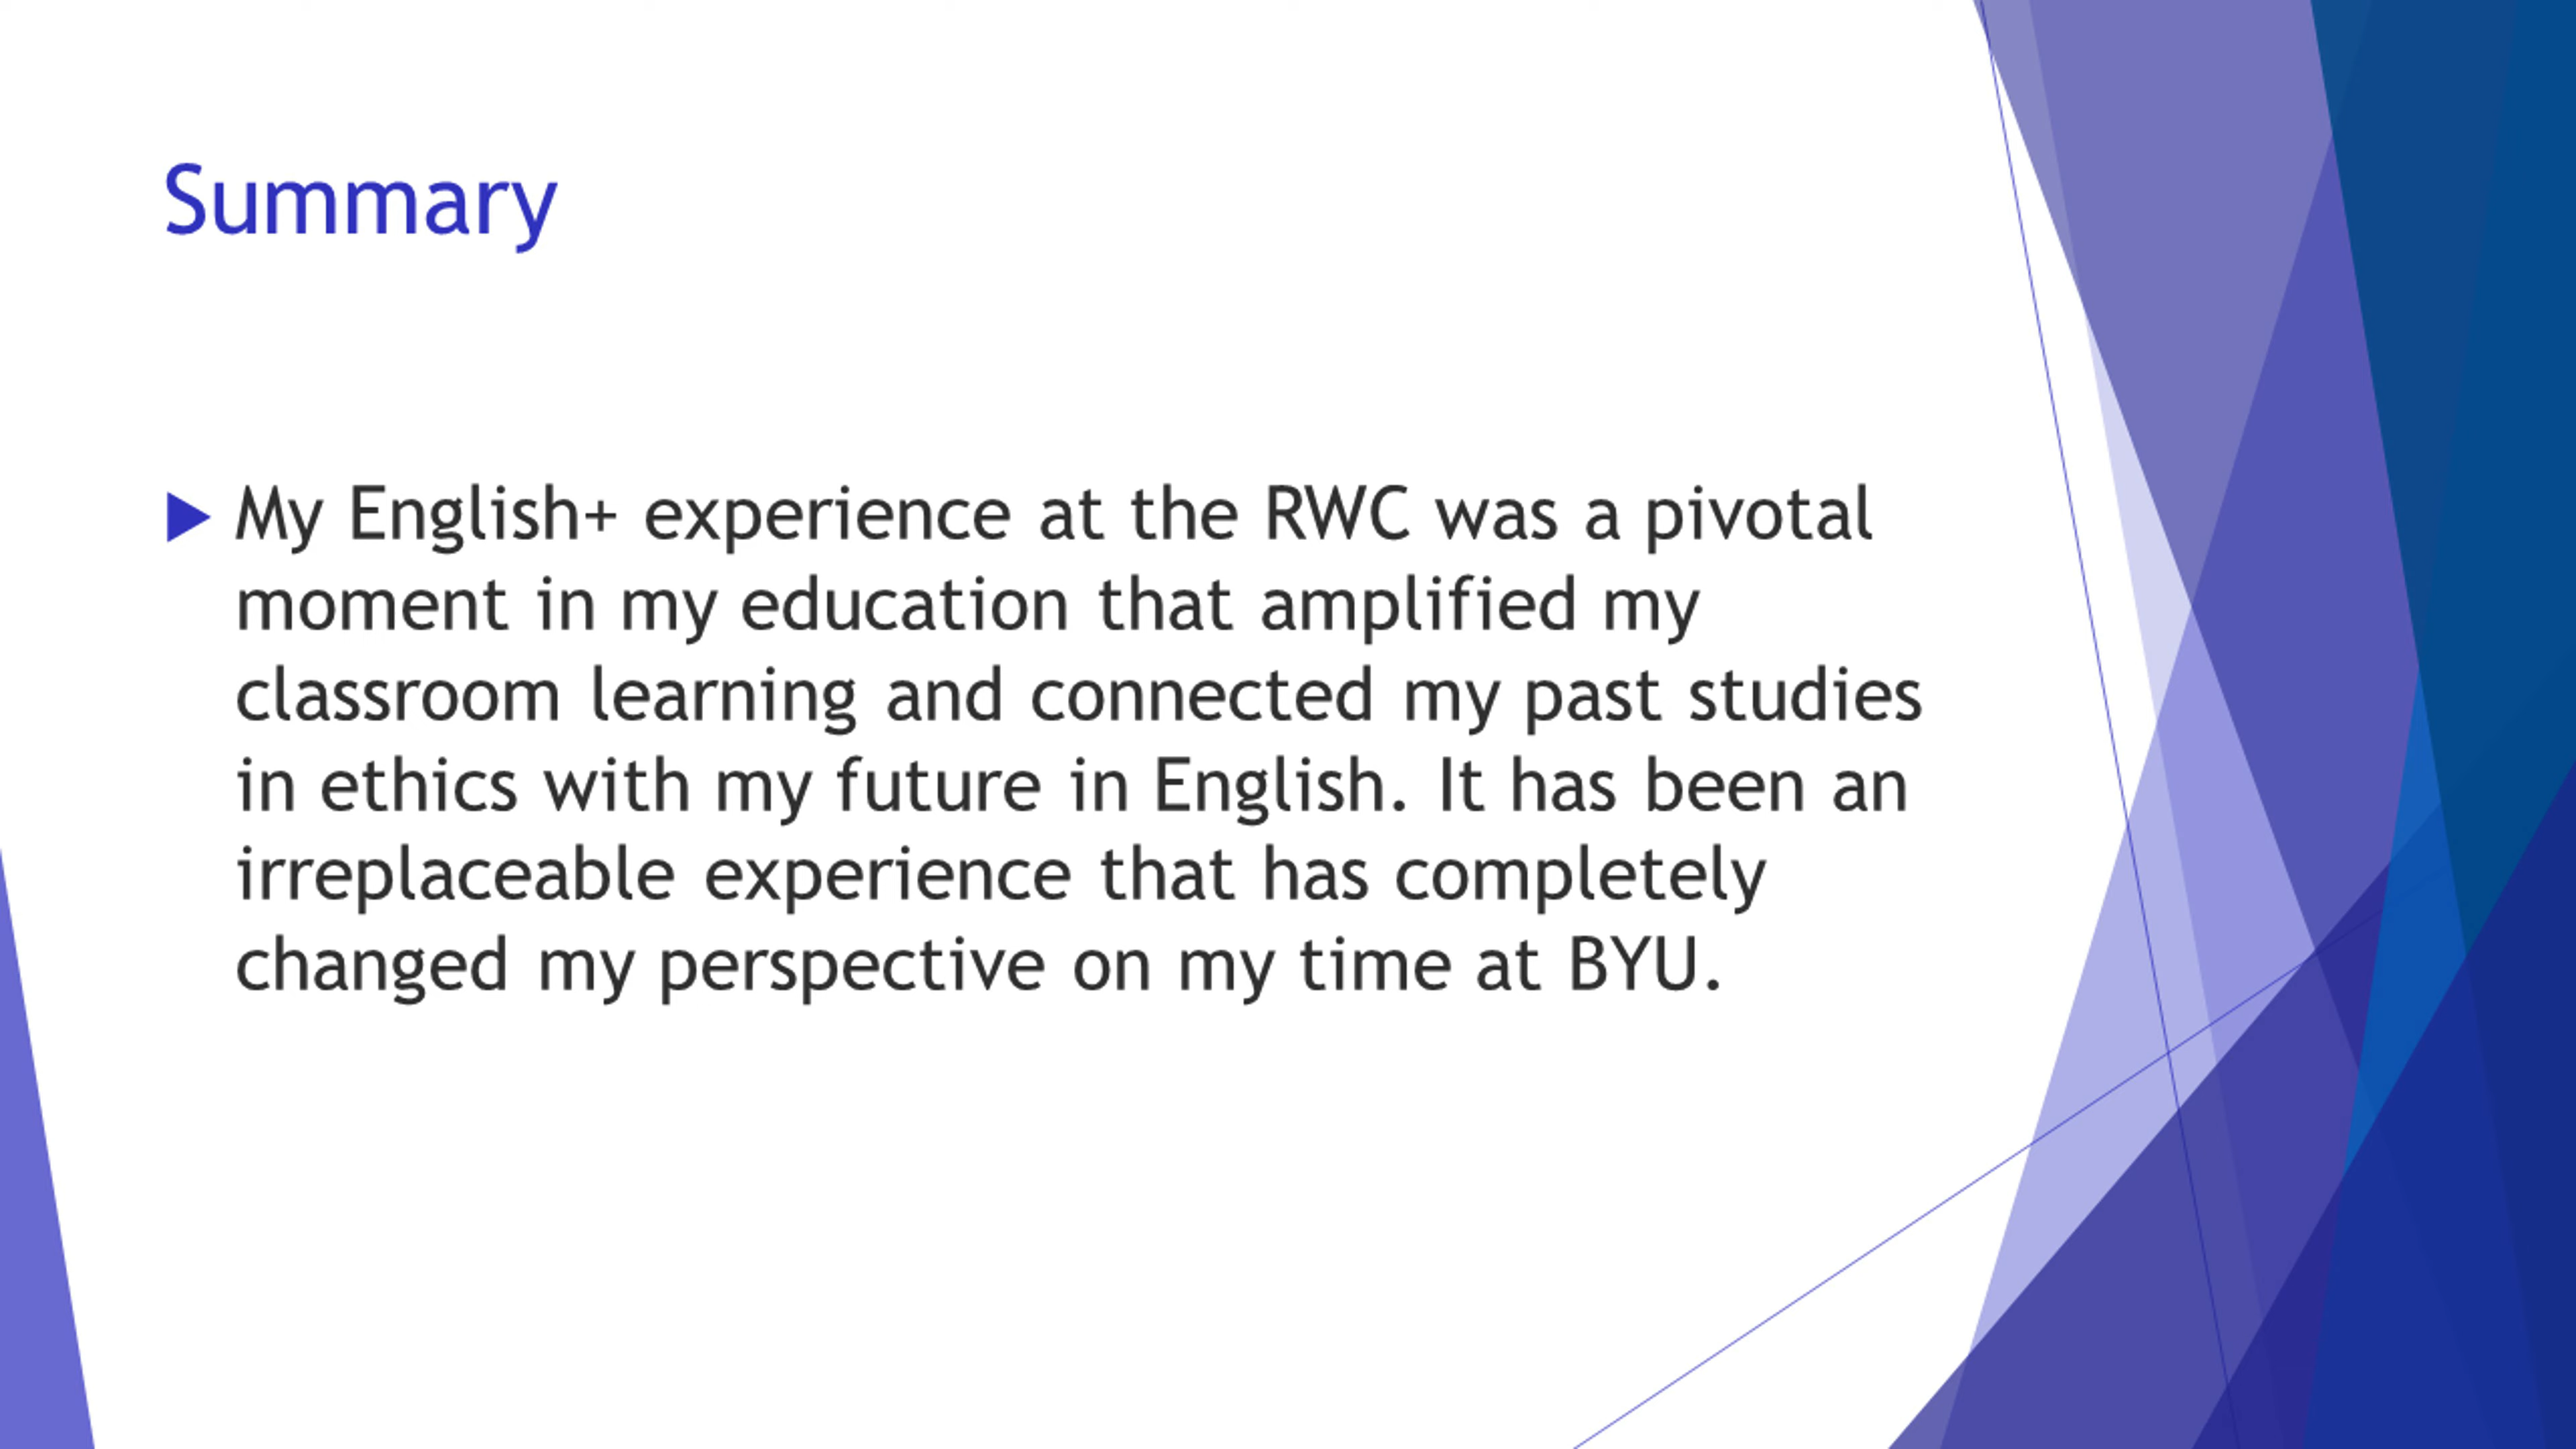 Summary
My English+ experience at the RWC was a pivotal
moment in my education that amplified my
classroom learning and connected my past studies
in ethics with my future in English. It has been an
irreplaceable experience that has completely
changed my perspective on my time at BYU.